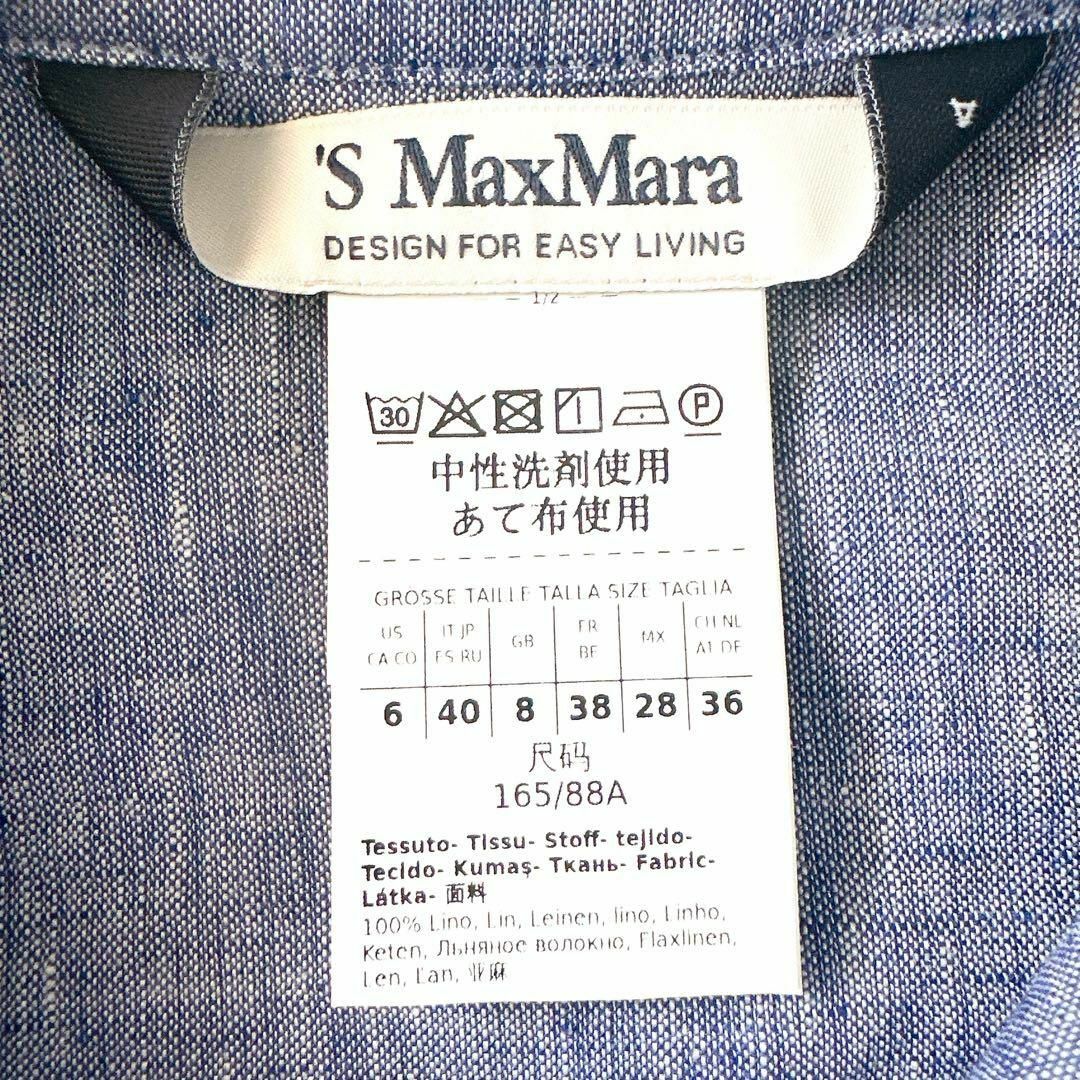 'S MaxMara
DESIGN FOR EASY LIVING
1/2
30 P
中性洗剤使用
あて布使用
GROSSE TAILLE TALLA SIZE TAGLIA
US IT JP GB FR MX CH NL
CA CO ES RU BE AT DE
6 40 8 38 28 36
尺码
165/88A
Tessuto- Tissu- Stoff- tejido-
Tecido- Kumaş- Ткань- Fabric-
Látka- 面料
100% Lino, Lin, Leinen, lino, Linho,
Keten, Льняное волокно, Flaxlinen,
Len, Ľan, 亚麻